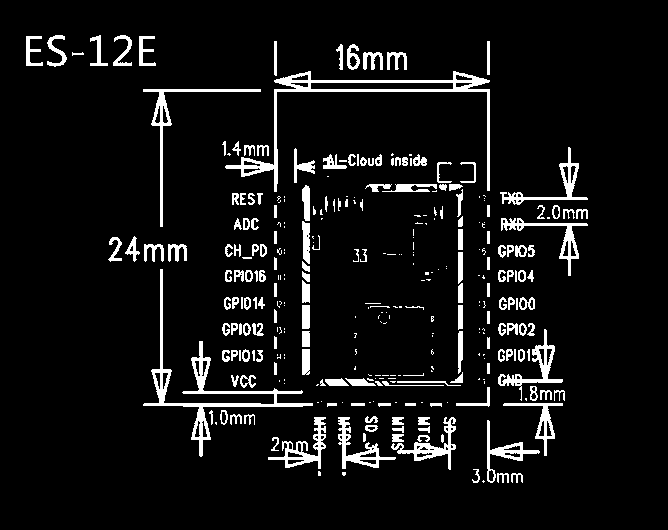 ES-12E
16mm
1.4mm
AI-Cloud inside
REST TXD
2.0mm
ADC RXD
24mm
CH_PD GPIO5
33
GPIO16 GPIO4
GPIO14 GPIO0
GPIO12 GPIO2
GPIO13 GPIO15
VCC GND
1.8mm
1.0mm
MTDO
MTDI
SD_3
MTMS
MTCK
SD_2
2mm
3.0mm